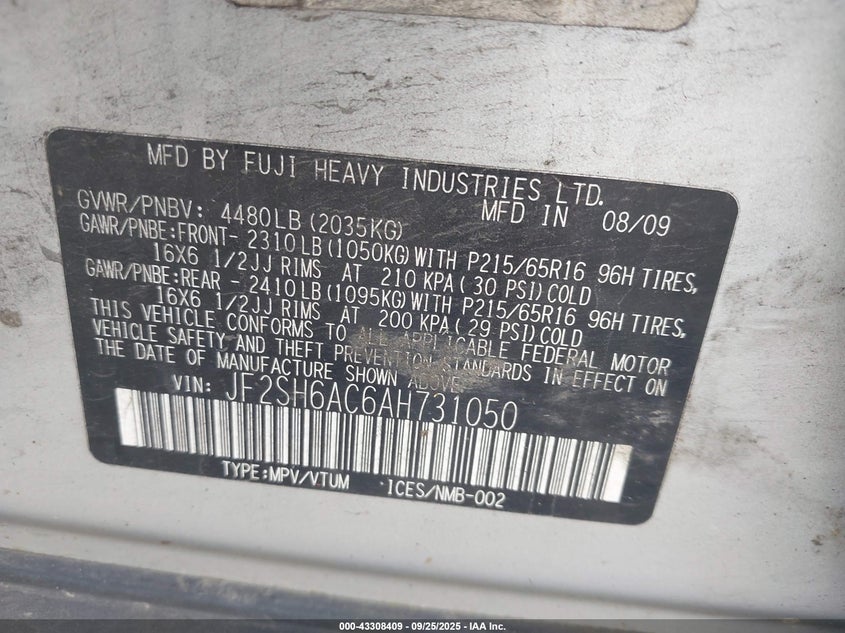 MFD BY FUJI HEAVY INDUSTRIES LTD.
MFD IN 08/09
GVWR/PNBV: 4480LB (2035KG)
GAWR/PNBE:FRONT- 2310LB (1050KG) WITH P215/65R16 96H TIRES,
16X6 1/2JJ RIMS AT 210 KPA ( 30 PSI) COLD
GAWR/PNBE:REAR - 2410LB (1095KG) WITH P215/65R16 96H TIRES,
16X6 1/2JJ RIMS AT 200 KPA ( 29 PSI) COLD
THIS VEHICLE CONFORMS TO ALL APPLICABLE FEDERAL MOTOR
VEHICLE SAFETY AND THEFT PREVENTION STANDARDS IN EFFECT ON
THE DATE OF MANUFACTURE SHOWN ABOVE.
VIN: JF2SH6AC6AH731050
TYPE:MPV/VTUM ICES/NMB-002
000-43308409 - 09/25/2025 - IAA Inc.